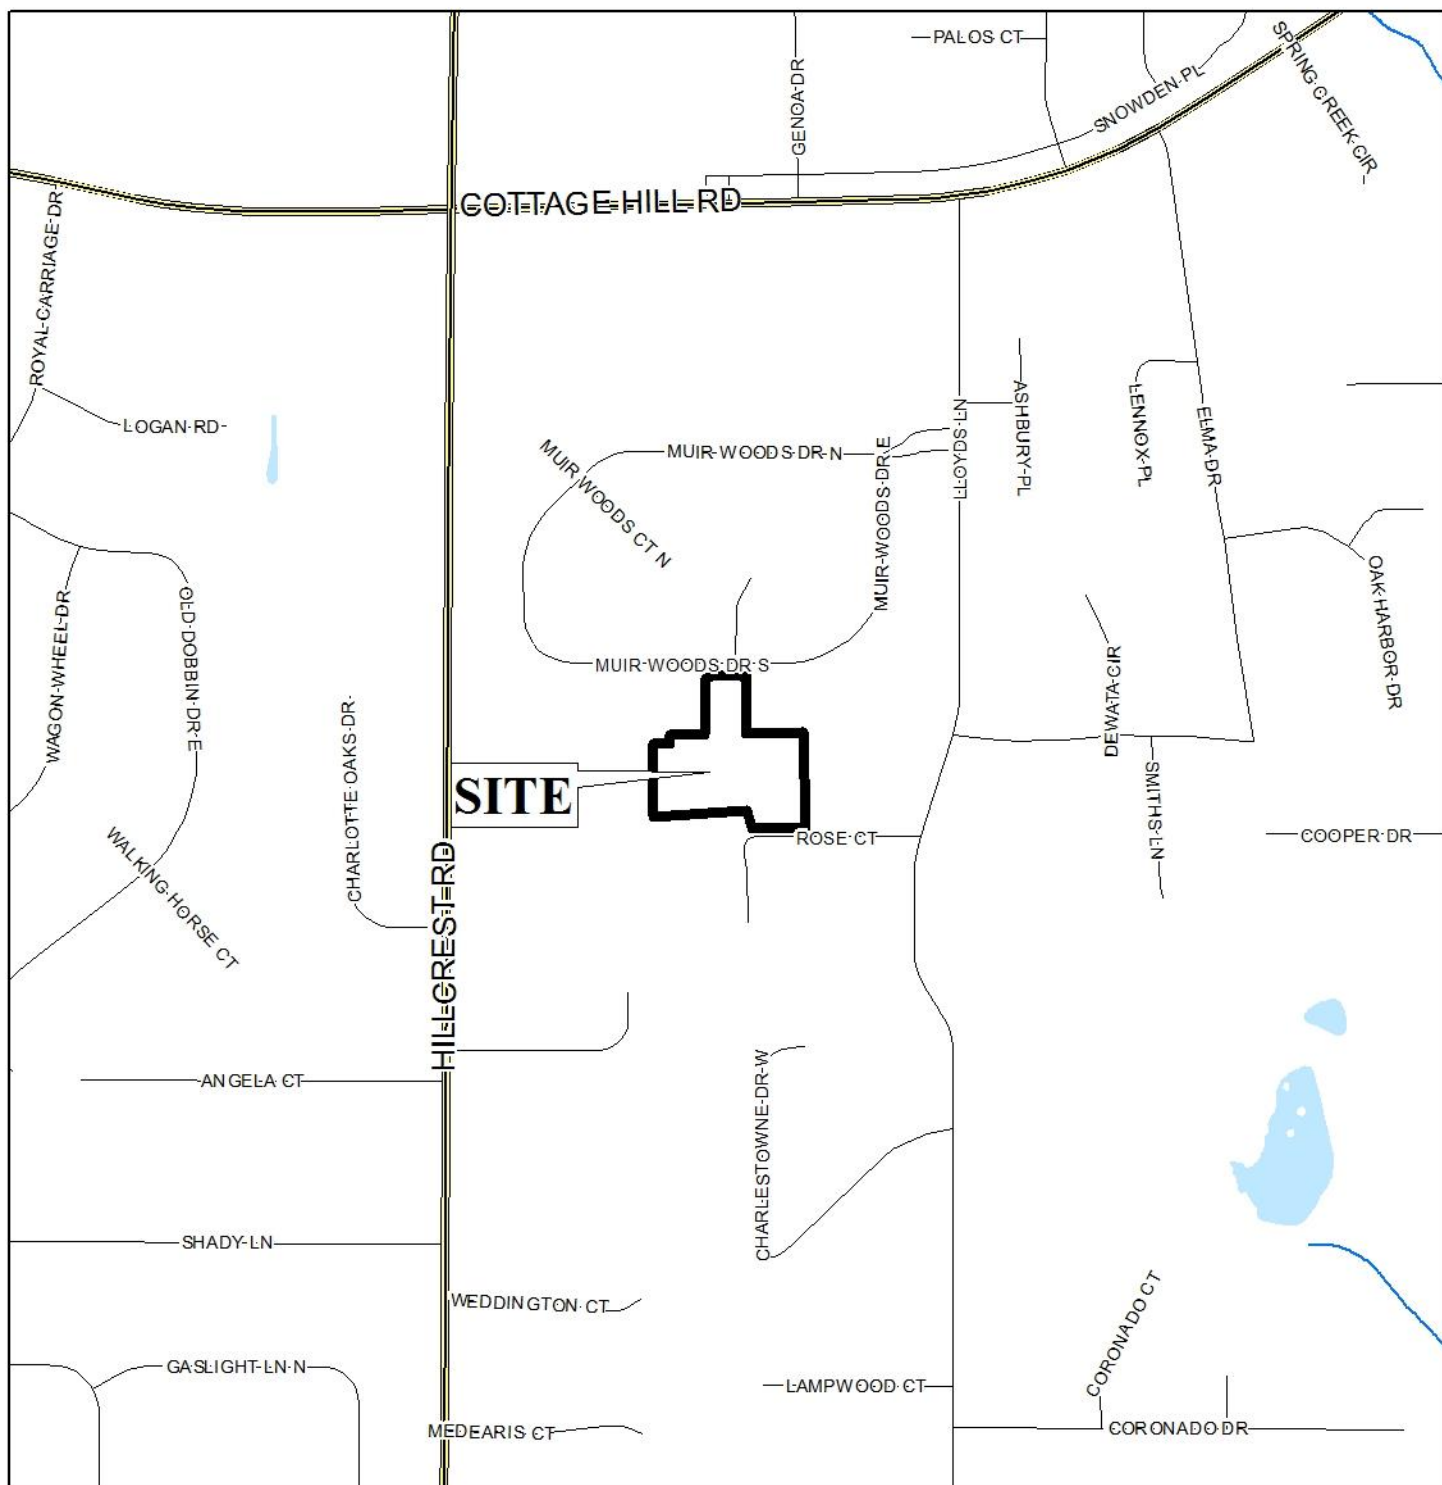 PALOS CT
SPRING CREEK CIR
GENOA DR
SNOWDEN PL
COTTAGE HILL RD
ROYAL CARRIAGE DR
LOGAN RD
MUIR WOODS DR N
MUIR WOODS CT N
MUIR WOODS DR E
LLOYDS LN
ASHBURY PL
LENNOX PL
ELMA DR
OAK HARBOR DR
WAGON WHEEL DR
OLD DOBBIN DR E
MUIR WOODS DR S
DEWATA CIR
CHARLOTTE OAKS DR
SITE
SMITHS LN
ROSE CT
COOPER DR
WALKING HORSE CT
HILLCREST RD
ANGELA CT
CHARLESTOWNE DR W
SHADY LN
WEDDINGTON CT
CORONADO CT
GASLIGHT LN N
LAMPWOOD CT
MEDEARIS CT
CORONADO DR